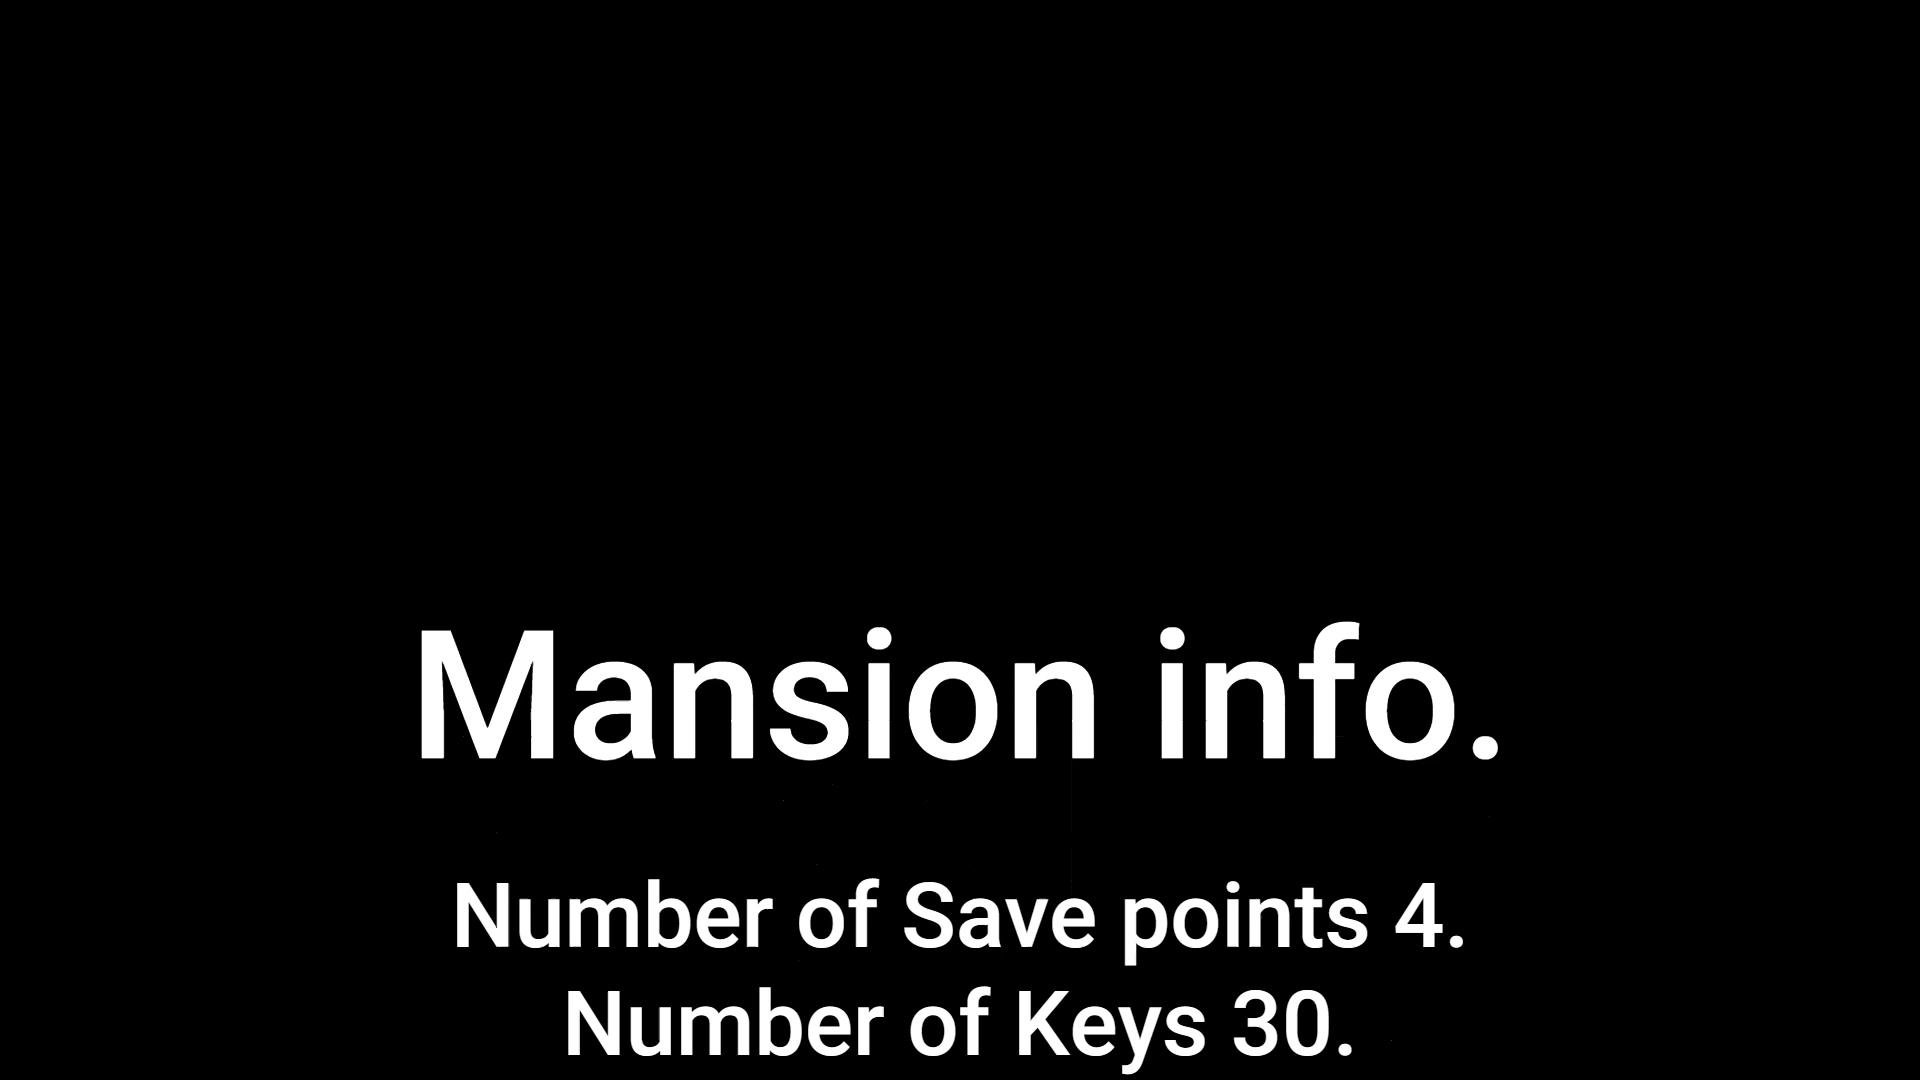 Mansion info.
Number of Save points 4.
Number of Keys 30.